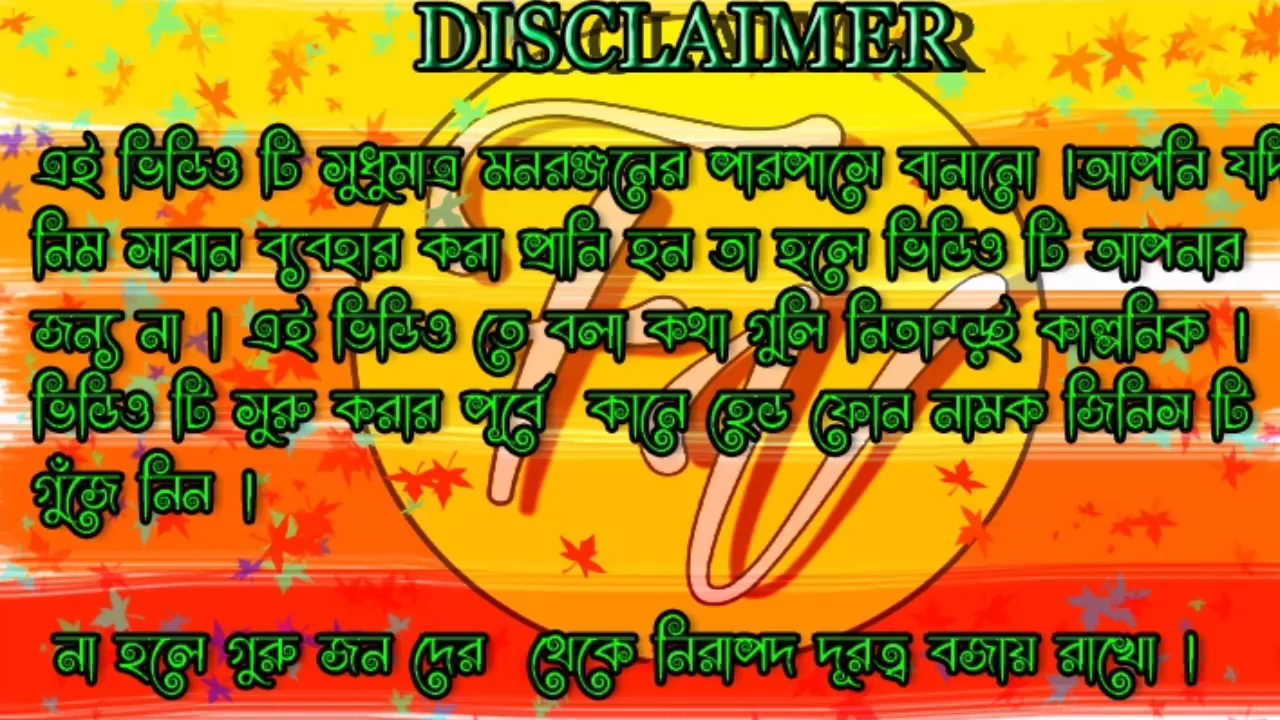 DISCLAIMER
এই ভিডিও টি সুধুমাত্র মনরঞ্জনের পারপাসে বানানো ।আপনি যদি
নিম সাবান ব্যবহার করা প্রানি হন তা হলে ভিডিও টি আপনার
জন্য না । এই ভিডিও তে বলা কথা গুলি নিতান্ড়ই কাল্পনিক ।
ভিডিও টি সুরু করার পূর্বে কানে হেড ফোন নামক জিনিস টি
গুঁজে নিন ।
না হলে গুরু জন দের থেকে নিরাপদ দূরত্ব বজায় রাখো ।